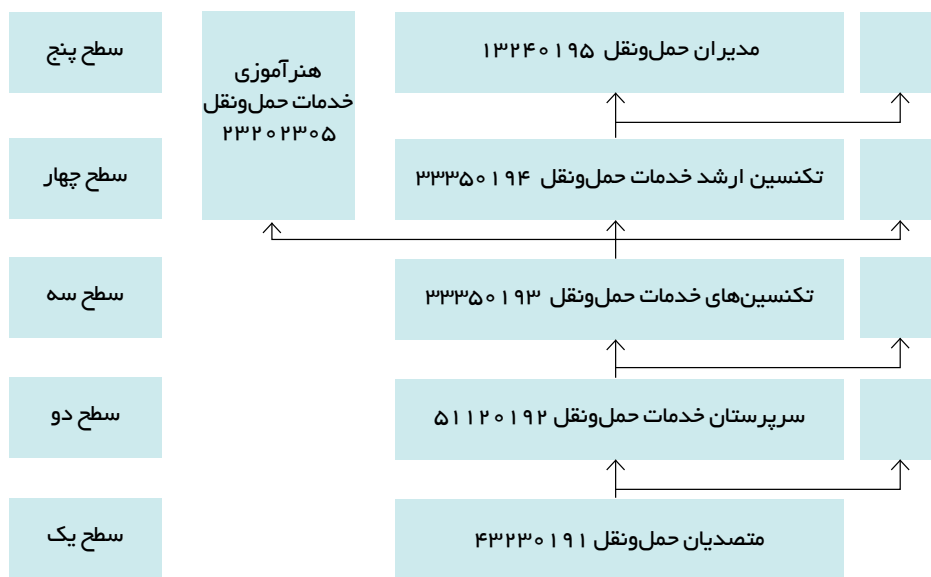 سطح پنج
هنرآموزی
خدمات حمل‌ونقل
۲۳۲۰۲۳۰۵
مدیران حمل‌ونقل ۱۳۲۴۰۱۹۵
سطح چهار
تکنسین ارشد خدمات حمل‌ونقل ۳۳۳۵۰۱۹۴
سطح سه
تکنسین‌های خدمات حمل‌ونقل ۳۳۳۵۰۱۹۳
سطح دو
سرپرستان خدمات حمل‌ونقل ۵۱۱۲۰۱۹۲
سطح یک
متصدیان حمل‌ونقل ۴۳۲۳۰۱۹۱